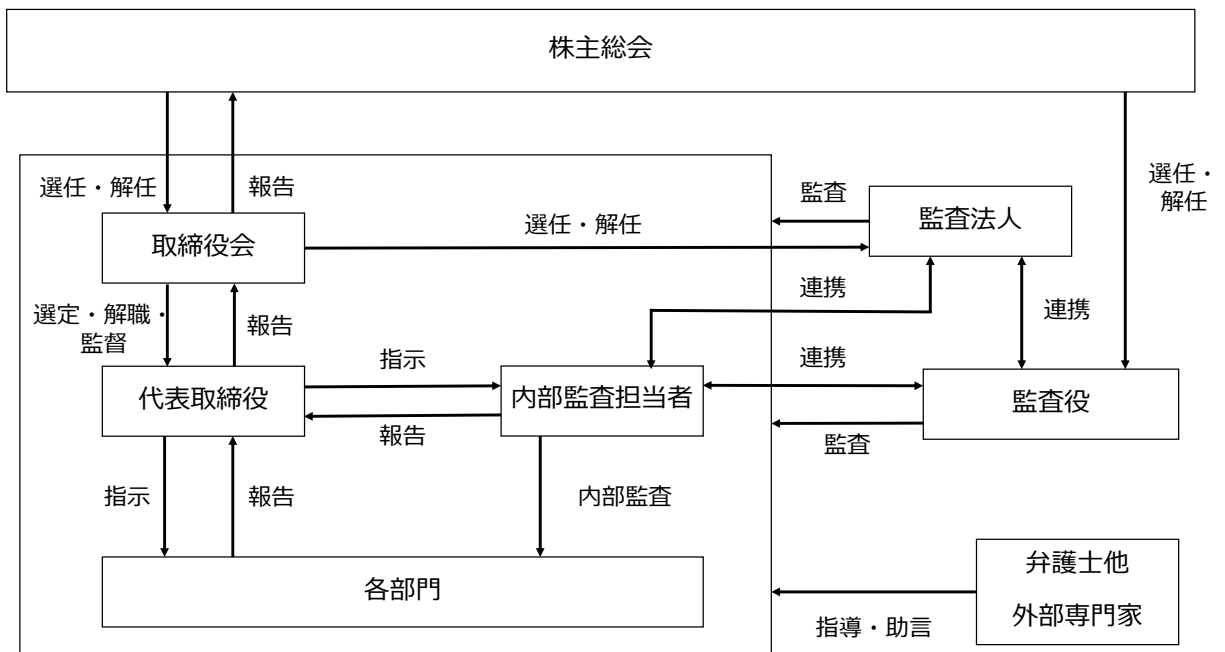 株主総会
選任・解任
報告
選任・
解任
監査
監査法人
選任・解任
取締役会
連携
選定・解職・
監督
報告
連携
指示
連携
代表取締役
内部監査担当者
監査役
報告
監査
指示
報告
内部監査
各部門
弁護士他
外部専門家
指導・助言